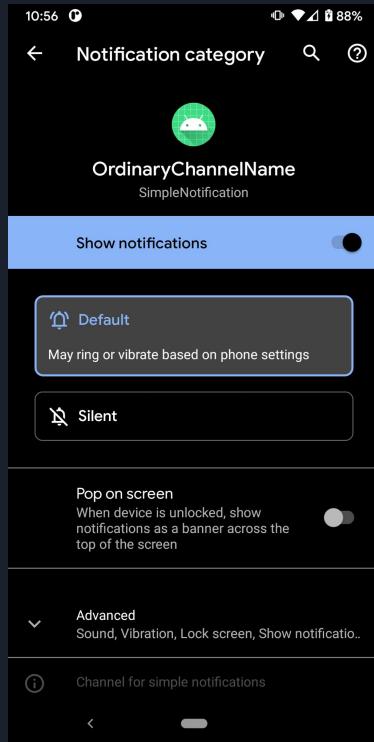 10:56 88%
Notification category
OrdinaryChannelName
SimpleNotification
Show notifications
Default
May ring or vibrate based on phone settings
Silent
Pop on screen
When device is unlocked, show
notifications as a banner across the
top of the screen
Advanced
Sound, Vibration, Lock screen, Show notificatio..
Channel for simple notifications